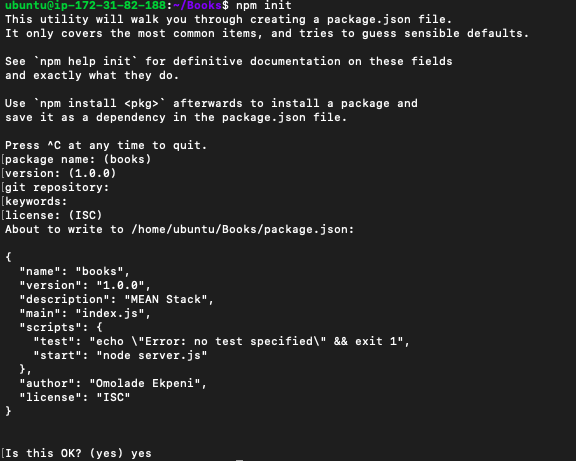 ubuntu@ip-172-31-82-188:~/Books$ npm init
This utility will walk you through creating a package.json file.
It only covers the most common items, and tries to guess sensible defaults.

See `npm help init` for definitive documentation on these fields
and exactly what they do.

Use `npm install <pkg>` afterwards to install a package and
save it as a dependency in the package.json file.

Press ^C at any time to quit.
[package name: (books)
[version: (1.0.0)
[git repository:
[keywords:
[license: (ISC)
About to write to /home/ubuntu/Books/package.json:

{
  "name": "books",
  "version": "1.0.0",
  "description": "MEAN Stack",
  "main": "index.js",
  "scripts": {
    "test": "echo \"Error: no test specified\" && exit 1",
    "start": "node server.js"
  },
  "author": "Omolade Ekpeni",
  "license": "ISC"
}

[Is this OK? (yes) yes